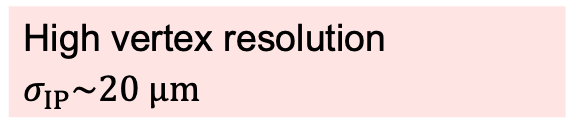 High vertex resolution
σIP~20 μm